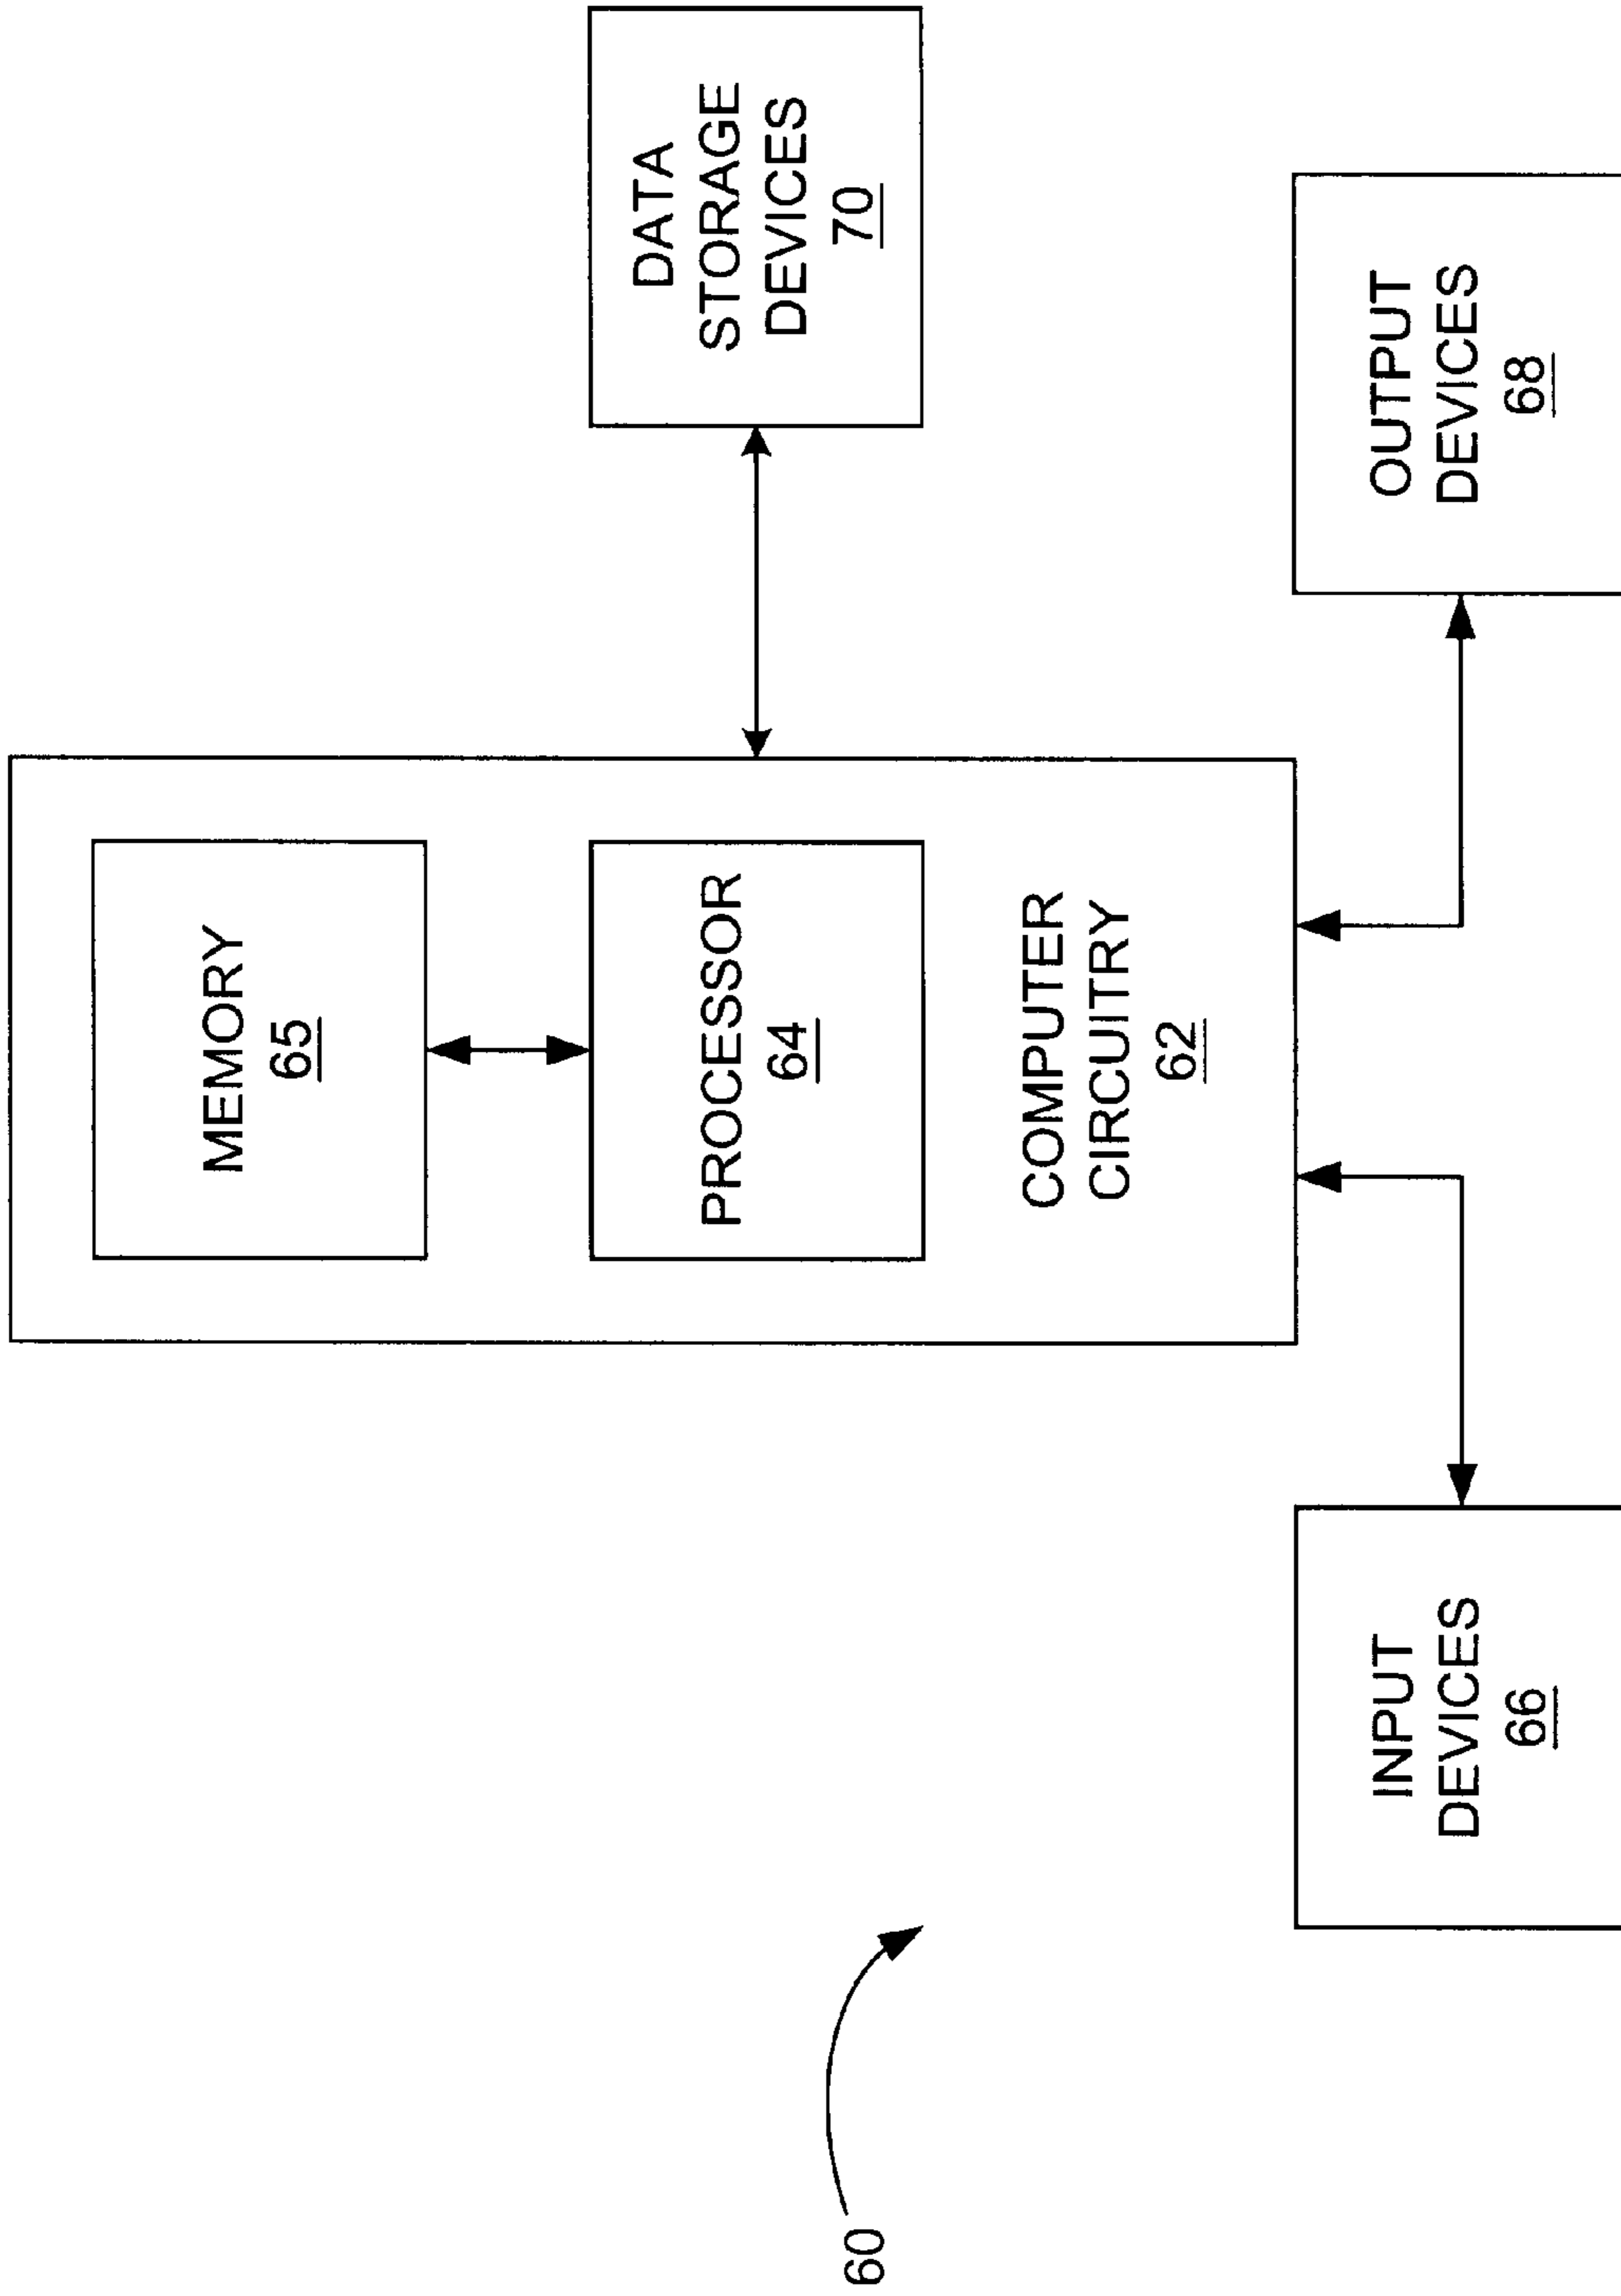 60
MEMORY
65
PROCESSOR
64
COMPUTER
CIRCUITRY
62
DATA
STORAGE
DEVICES
70
INPUT
DEVICES
66
OUTPUT
DEVICES
68